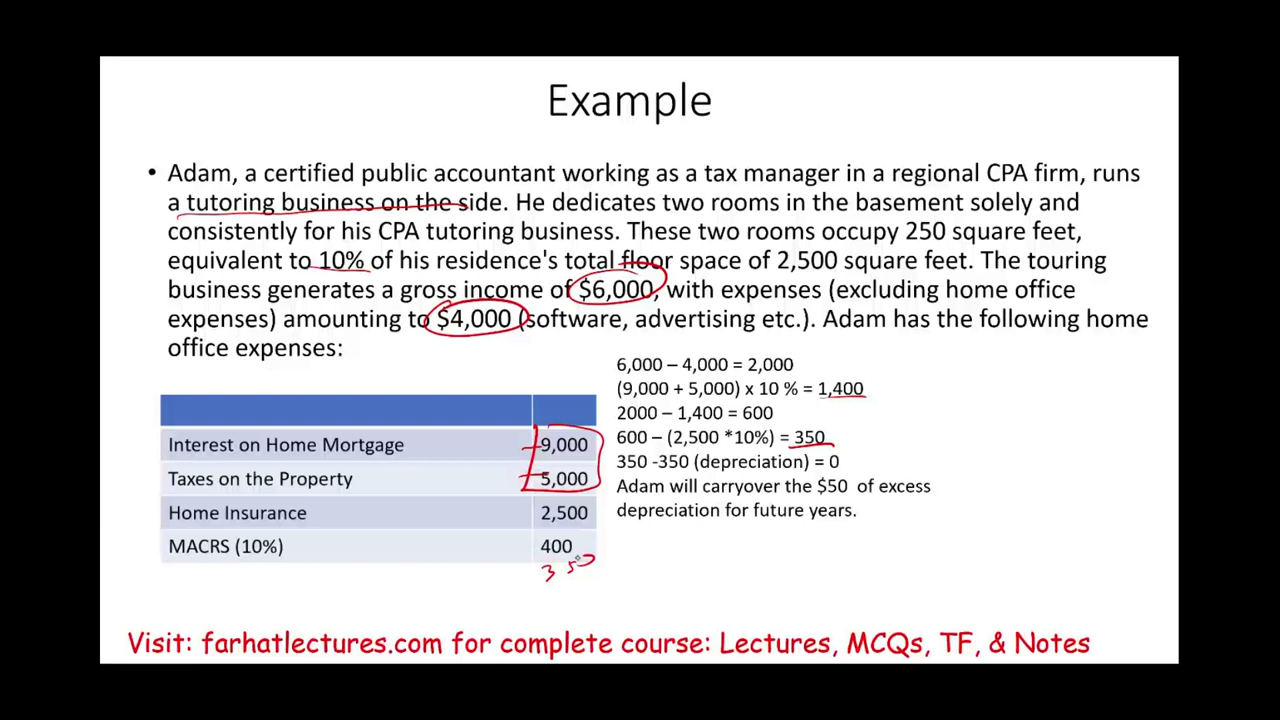 Example
• Adam, a certified public accountant working as a tax manager in a regional CPA firm, runs
a tutoring business on the side. He dedicates two rooms in the basement solely and
consistently for his CPA tutoring business. These two rooms occupy 250 square feet,
equivalent to 10% of his residence's total floor space of 2,500 square feet. The touring
business generates a gross income of $6,000, with expenses (excluding home office
expenses) amounting to $4,000 (software, advertising etc.). Adam has the following home
office expenses:
Interest on Home Mortgage 9,000
Taxes on the Property 5,000
Home Insurance 2,500
MACRS (10%) 400
350
6,000 – 4,000 = 2,000
(9,000 + 5,000) x 10 % = 1,400
2000 – 1,400 = 600
600 – (2,500 *10%) = 350
350 -350 (depreciation) = 0
Adam will carryover the $50 of excess
depreciation for future years.
Visit: farhatlectures.com for complete course: Lectures, MCQs, TF, & Notes